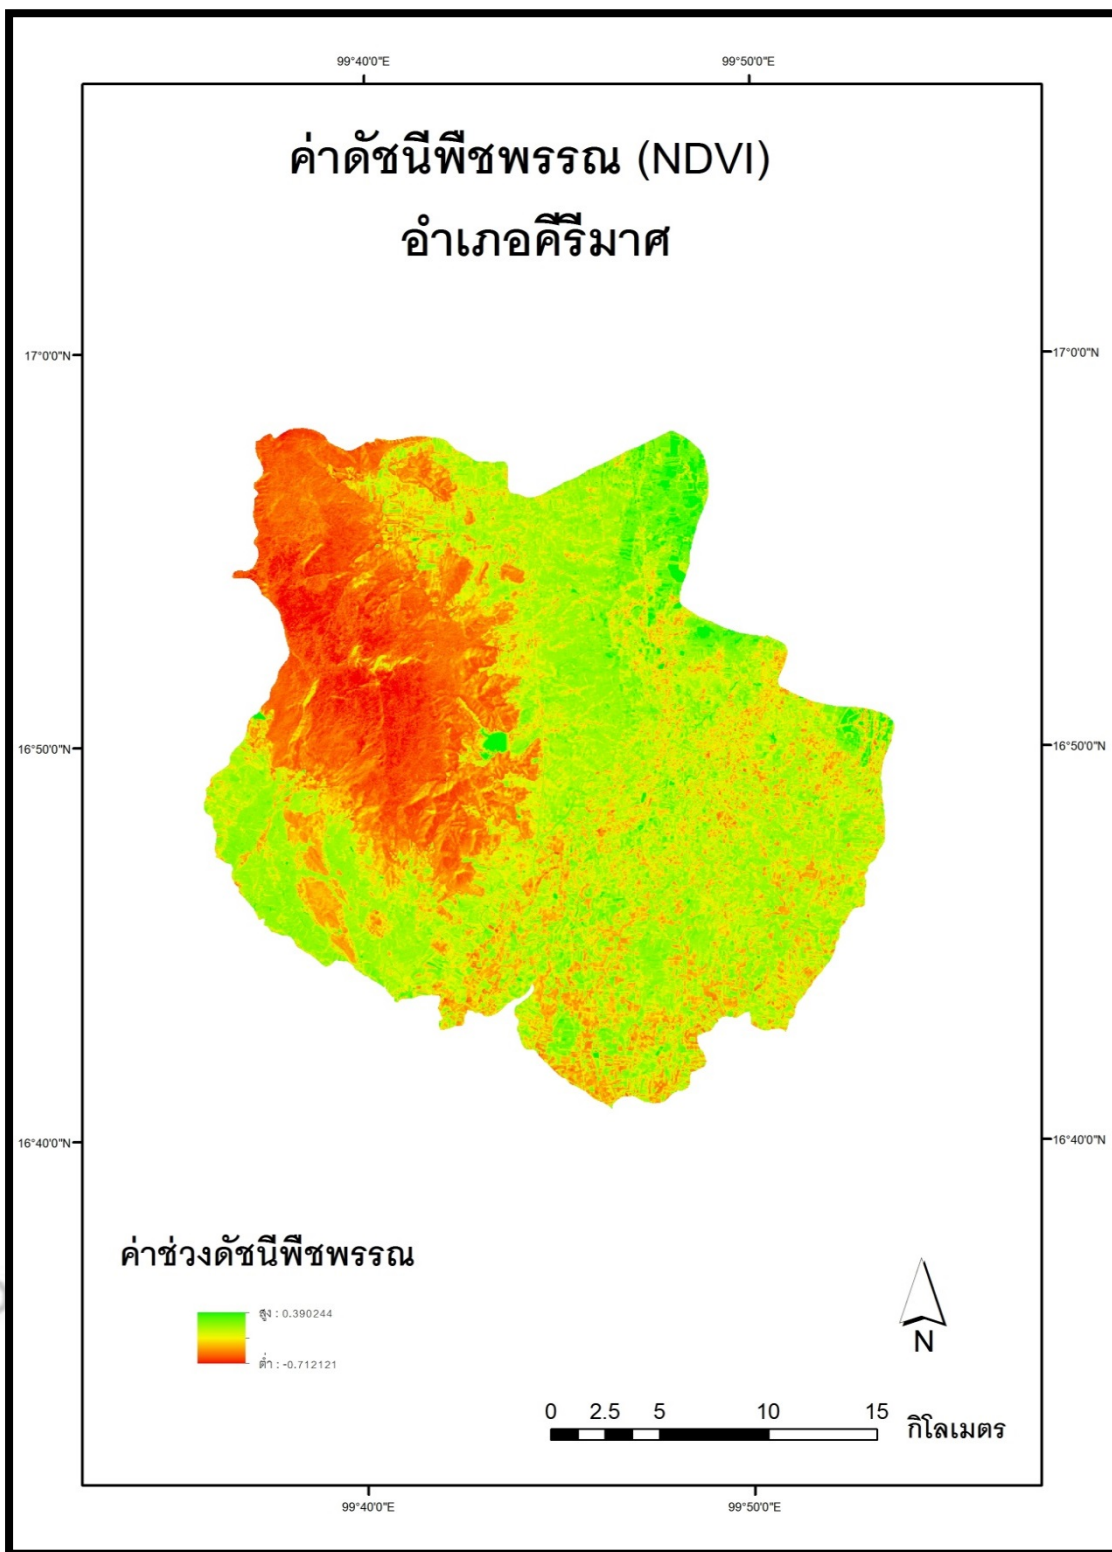 99°40'0"E 99°50'0"E
ค่าดัชนีพืชพรรณ (NDVI)
อำเภอคีรีมาศ
17°0'0"N 17°0'0"N
16°50'0"N 16°50'0"N
16°40'0"N 16°40'0"N
ค่าช่วงดัชนีพืชพรรณ
สูง : 0.390244
ต่ำ : -0.712121
N
0 2.5 5 10 15 กิโลเมตร
99°40'0"E 99°50'0"E